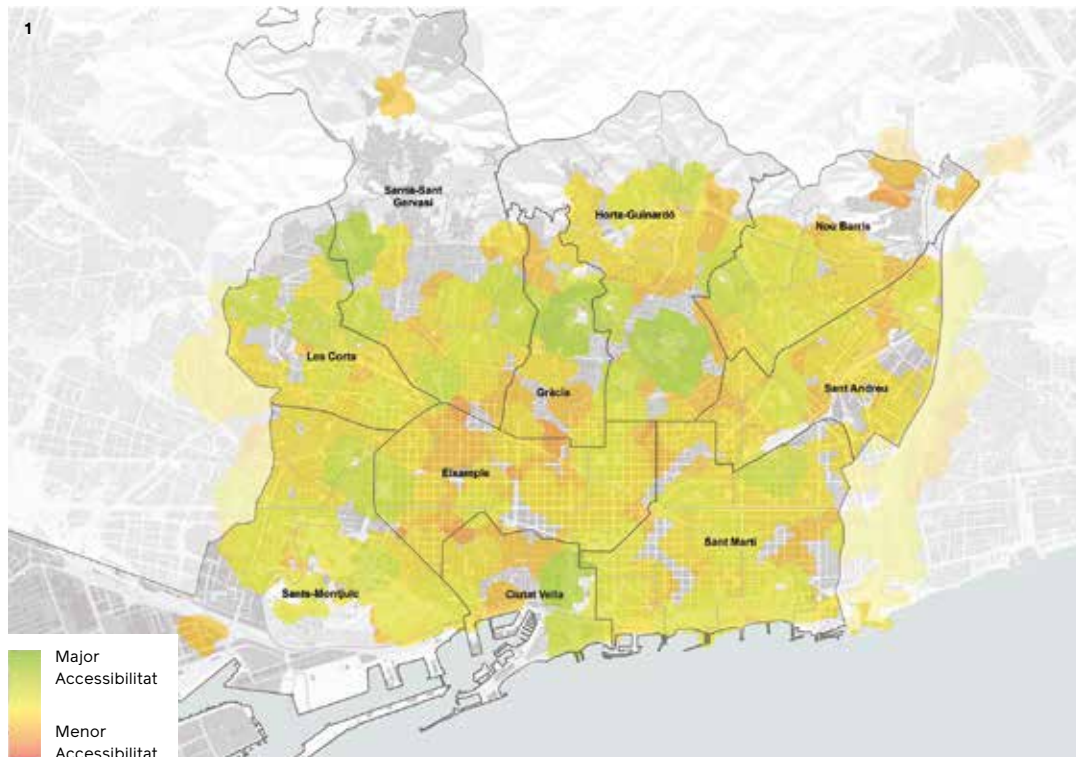 1
Sarrià-Sant
Gervasi
Horta-Guinardó
Nou Barris
Les Corts
Gràcia
Sant Andreu
Eixample
Sant Martí
Sants-Montjuïc
Ciutat Vella
Major
Accessibilitat
Menor
Accessibilitat